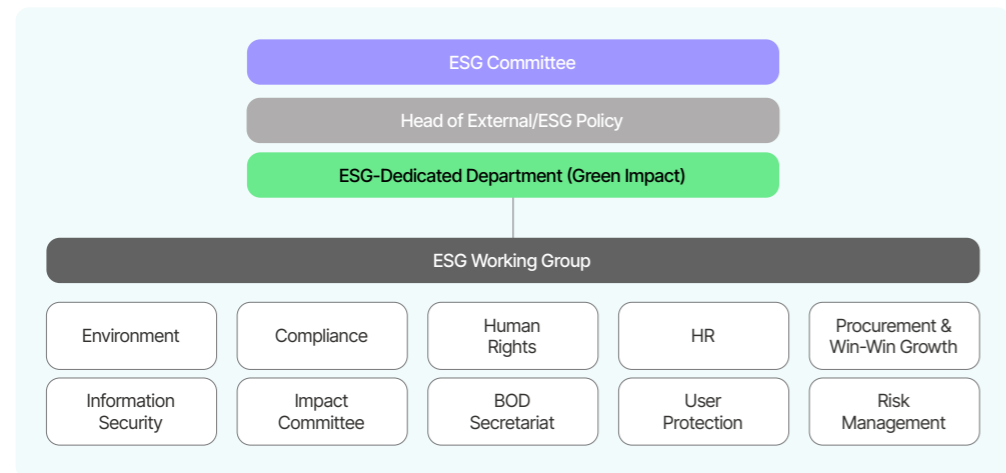 ESG Committee
Head of External/ESG Policy
ESG-Dedicated Department (Green Impact)
ESG Working Group
Environment
Compliance
Human
Rights
HR
Procurement &
Win-Win Growth
Information
Security
Impact
Committee
BOD
Secretariat
User
Protection
Risk
Management